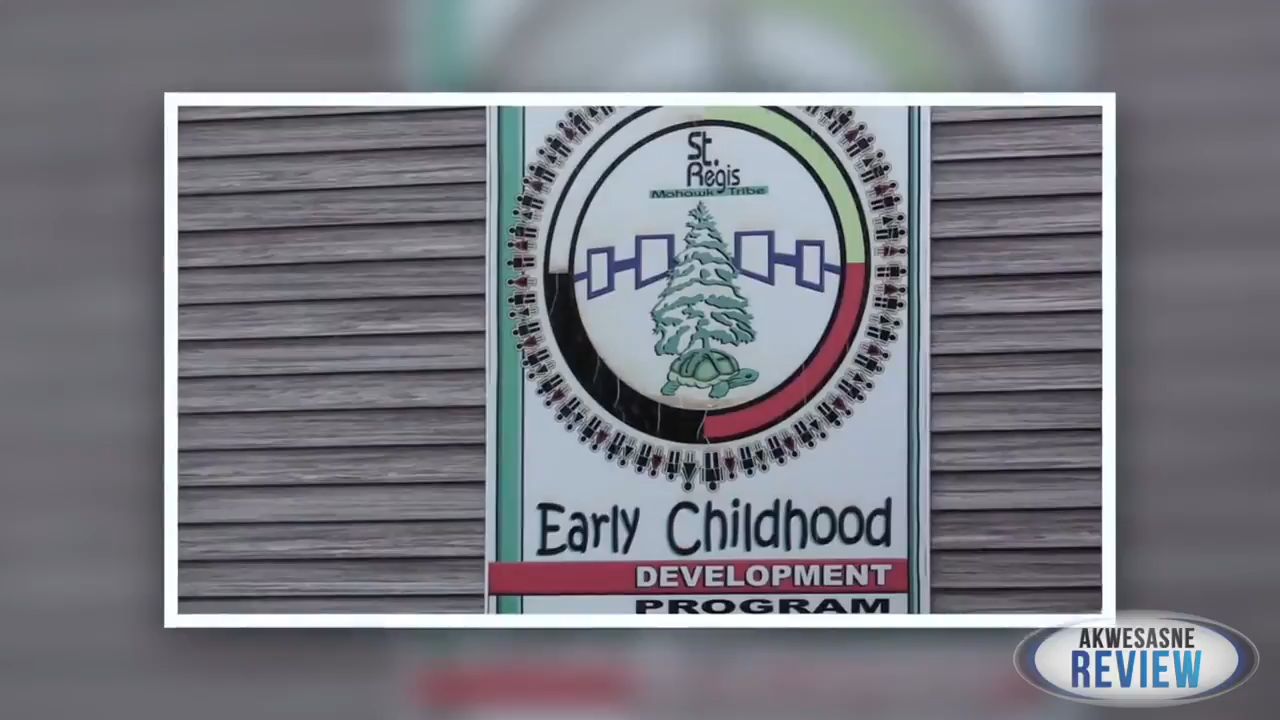 St.
Regis
Mohawk Tribe
Early Childhood
DEVELOPMENT
PROGRAM
AKWESASNE
REVIEW